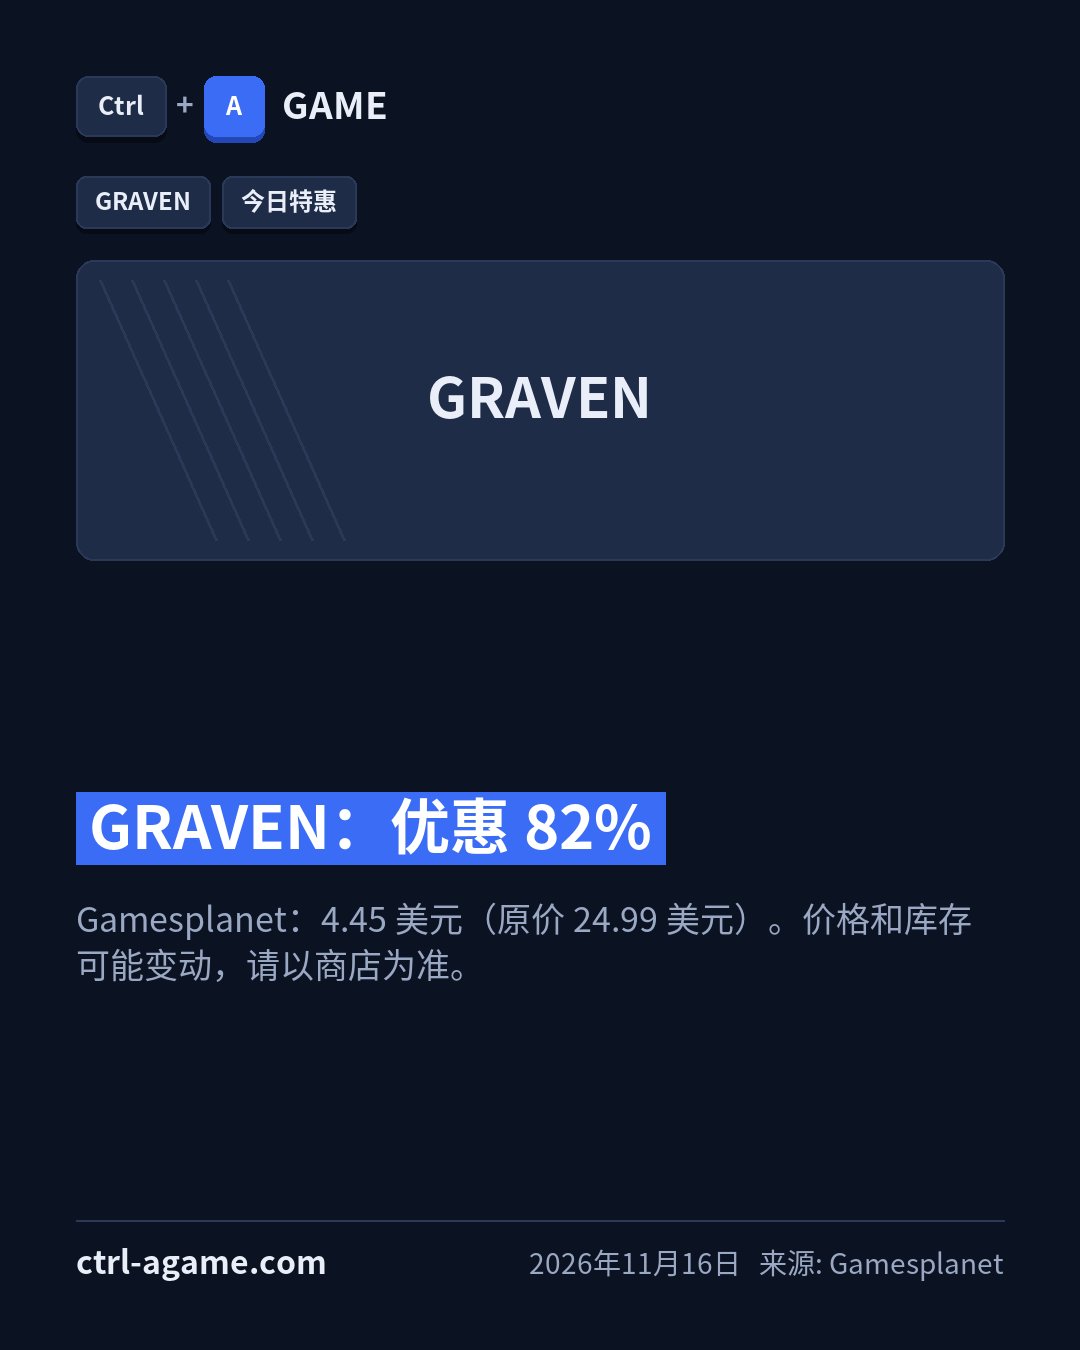 Ctrl + A GAME
GRAVEN 今日特惠
GRAVEN
GRAVEN：优惠 82%
Gamesplanet：4.45 美元（原价 24.99 美元）。价格和库存
可能变动，请以商店为准。
ctrl-agame.com 2026年11月16日 来源: Gamesplanet